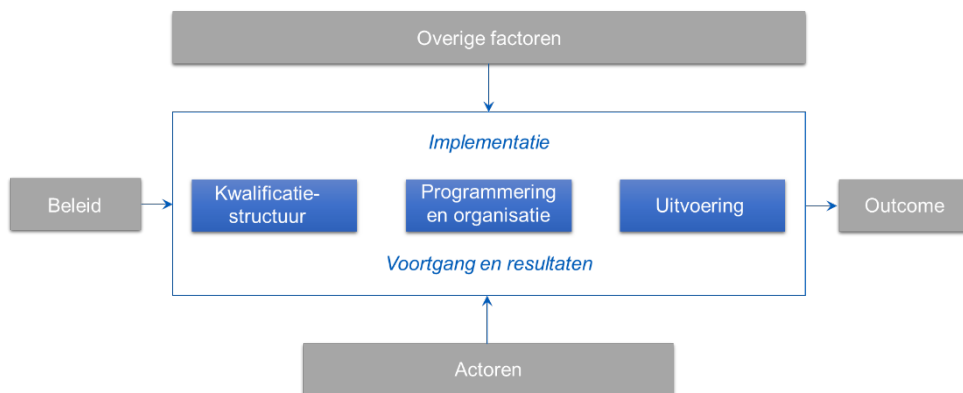 Overige factoren
Implementatie
Beleid
Kwalificatie-
structuur
Programmering
en organisatie
Uitvoering
Outcome
Voortgang en resultaten
Actoren